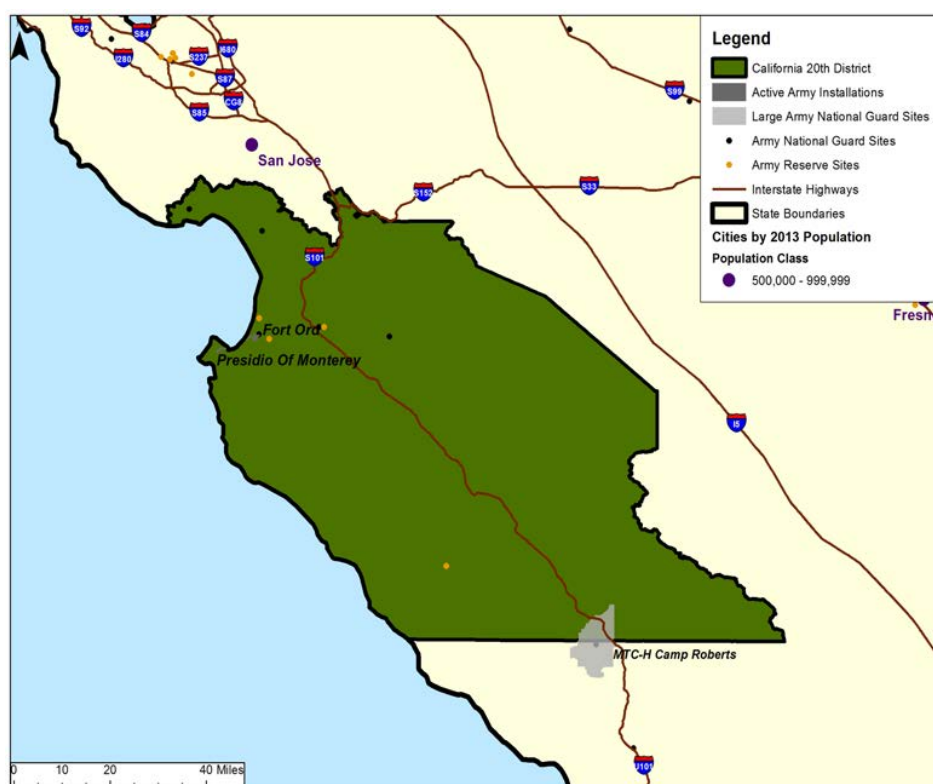 S92
S84
I280
S237
I680
S87
CG8
S85
San Jose
S152
S33
S99
S101
Fort Ord
Presidio Of Monterey
I5
Fresn
MTC-H Camp Roberts
U101
0 10 20 40 Miles
Legend
California 20th District
Active Army Installations
Large Army National Guard Sites
Army National Guard Sites
Army Reserve Sites
Interstate Highways
State Boundaries
Cities by 2013 Population
Population Class
500,000 - 999,999